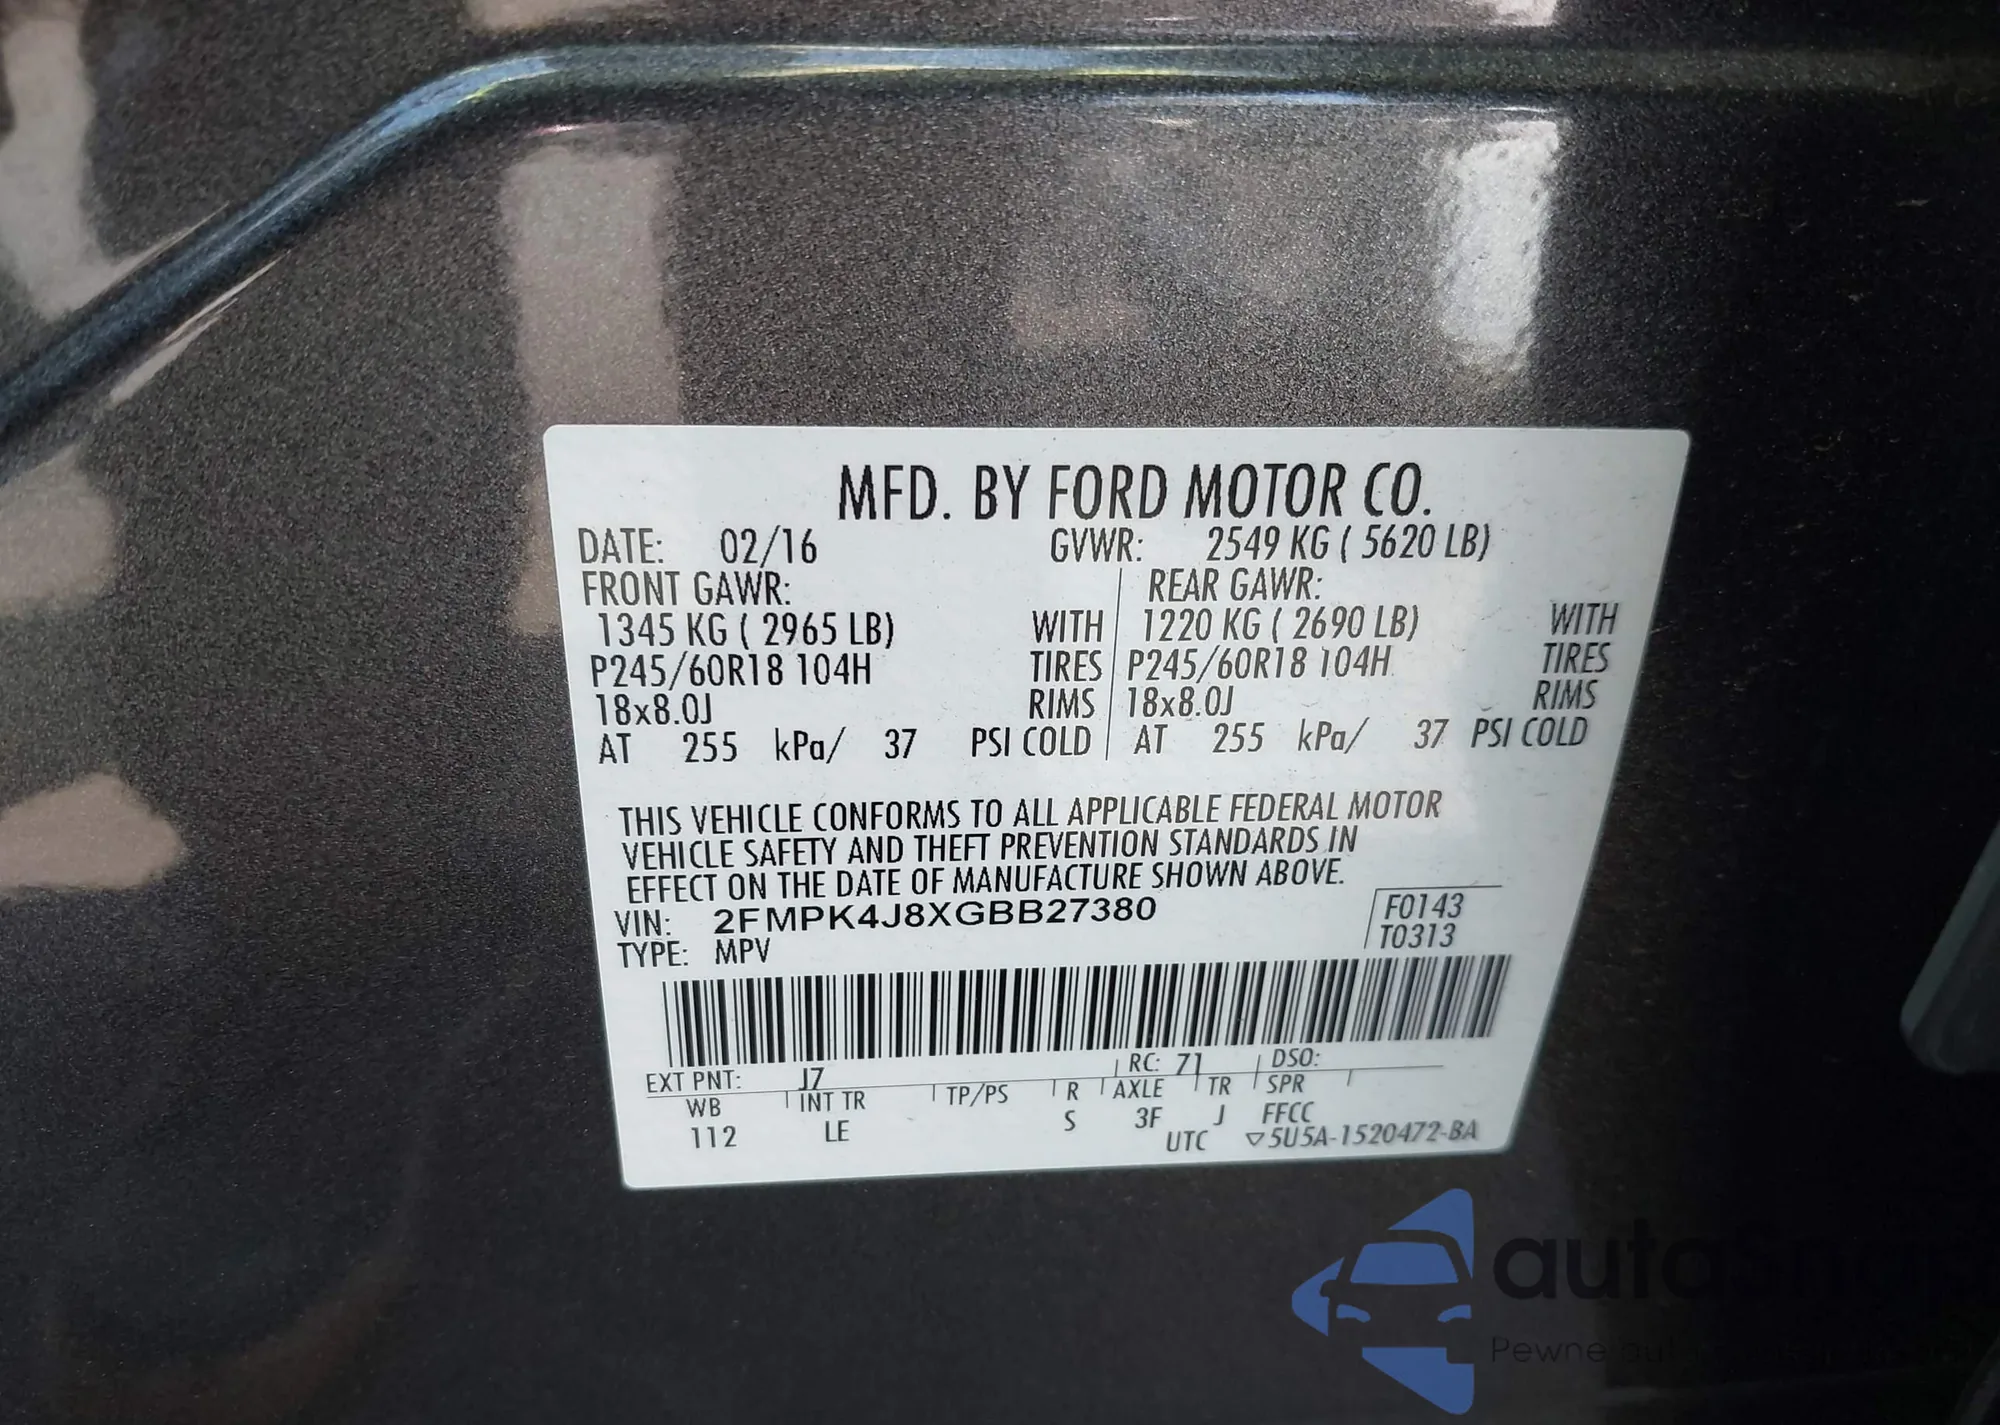 MFD. BY FORD MOTOR CO.
DATE: 02/16 GVWR: 2549 KG ( 5620 LB)
FRONT GAWR: REAR GAWR:
1345 KG ( 2965 LB) WITH 1220 KG ( 2690 LB) WITH
P245/60R18 104H TIRES P245/60R18 104H TIRES
18x8.0J RIMS 18x8.0J RIMS
AT 255 kPa/ 37 PSI COLD AT 255 kPa/ 37 PSI COLD
THIS VEHICLE CONFORMS TO ALL APPLICABLE FEDERAL MOTOR
VEHICLE SAFETY AND THEFT PREVENTION STANDARDS IN
EFFECT ON THE DATE OF MANUFACTURE SHOWN ABOVE.
VIN: 2FMPK4J8XGBB27380 F0143
TYPE: MPV T0313
EXT PNT: J7 RC: 71 DSO:
WB INT TR TP/PS R AXLE TR SPR
112 LE S 3F J FFCC
UTC ▽5U5A-1520472-BA
autosna
Pewne auto